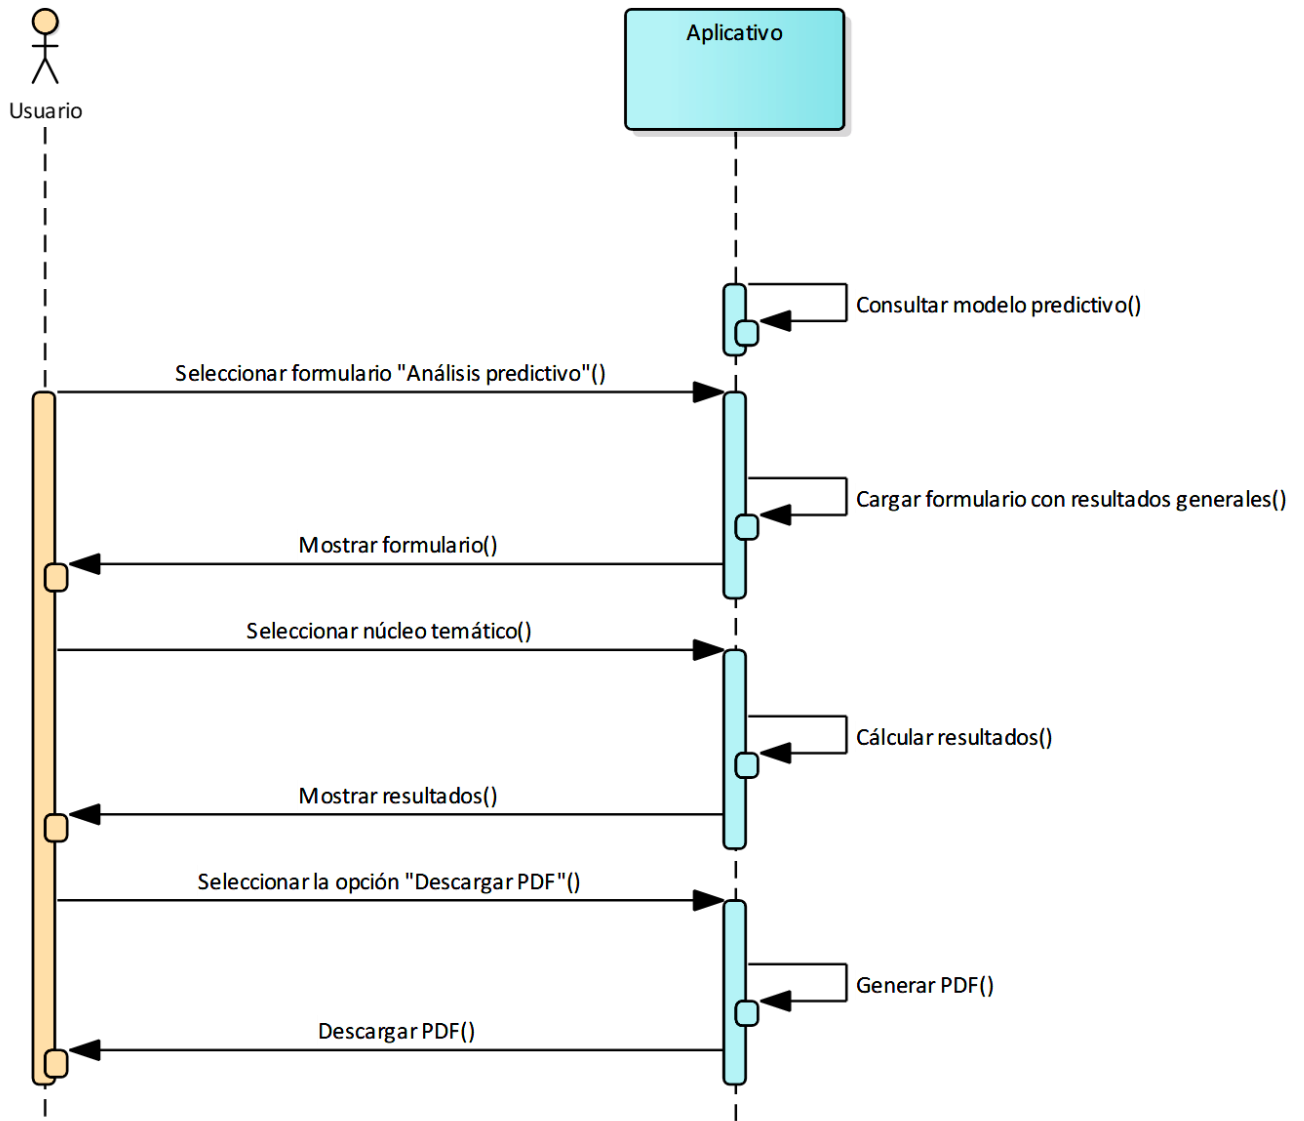 Aplicativo
Usuario
Consultar modelo predictivo()
Seleccionar formulario "Análisis predictivo"()
Cargar formulario con resultados generales()
Mostrar formulario()
Seleccionar núcleo temático()
Cálcular resultados()
Mostrar resultados()
Seleccionar la opción "Descargar PDF"()
Generar PDF()
Descargar PDF()